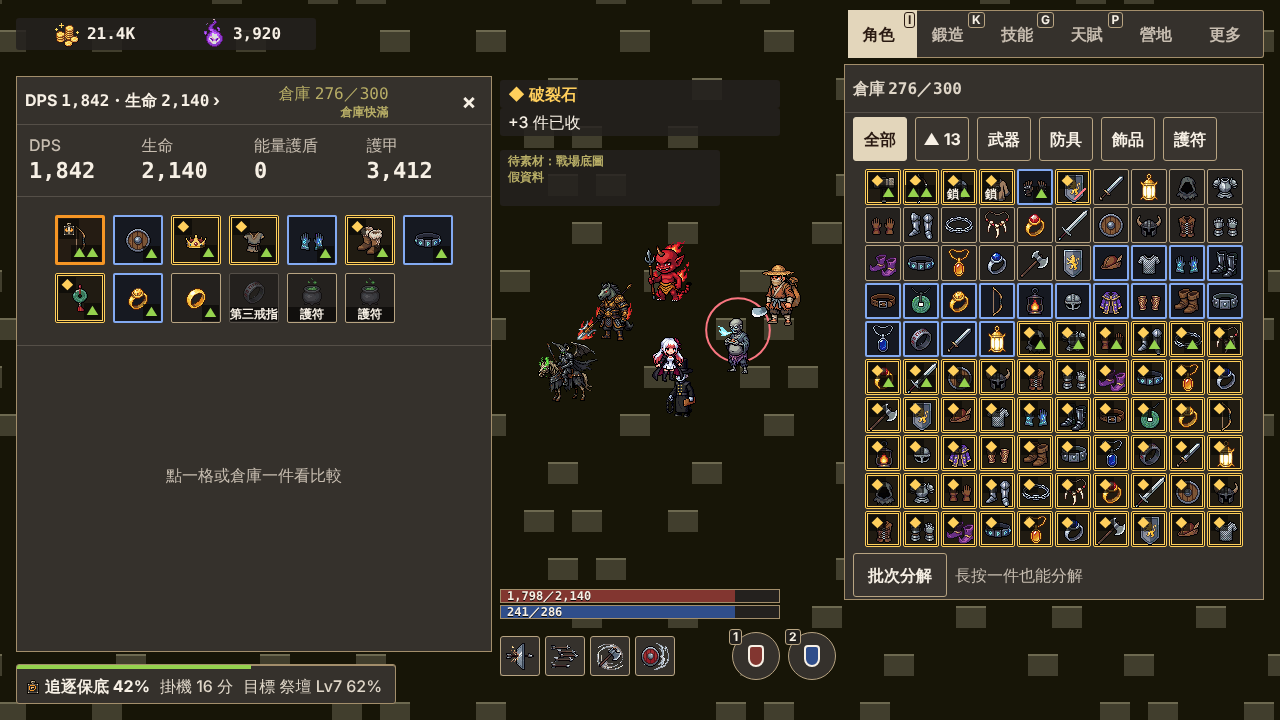 21.4K
3,920
角色 I
鍛造 K
技能 G
天賦 P
營地
更多
DPS 1,842・生命 2,140 ›
倉庫 276／300
倉庫快滿
×
DPS
1,842
生命
2,140
能量護盾
0
護甲
3,412
第三戒指
護符
護符
點一格或倉庫一件看比較
破裂石
+3 件已收
待素材：戰場底圖
假資料
1,798／2,140
241／286
1
2
追逐保底 42%
掛機 16 分
目標 祭壇 Lv7 62%
倉庫 276／300
全部
▲ 13
武器
防具
飾品
護符
鎖
鎖
批次分解
長按一件也能分解